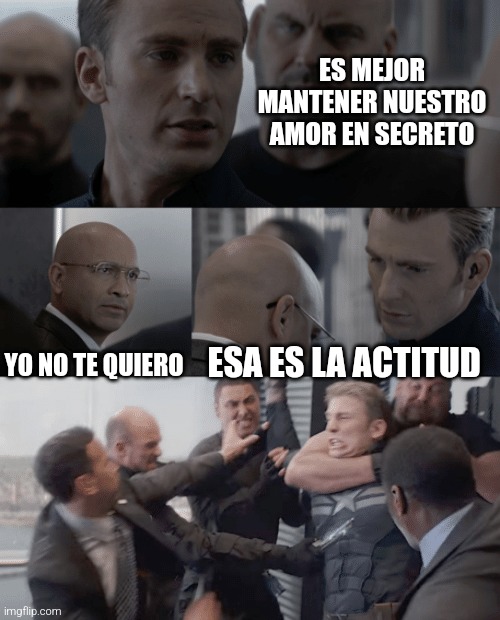 ES MEJOR
MANTENER NUESTRO
AMOR EN SECRETO
YO NO TE QUIERO
ESA ES LA ACTITUD
imgflip.com